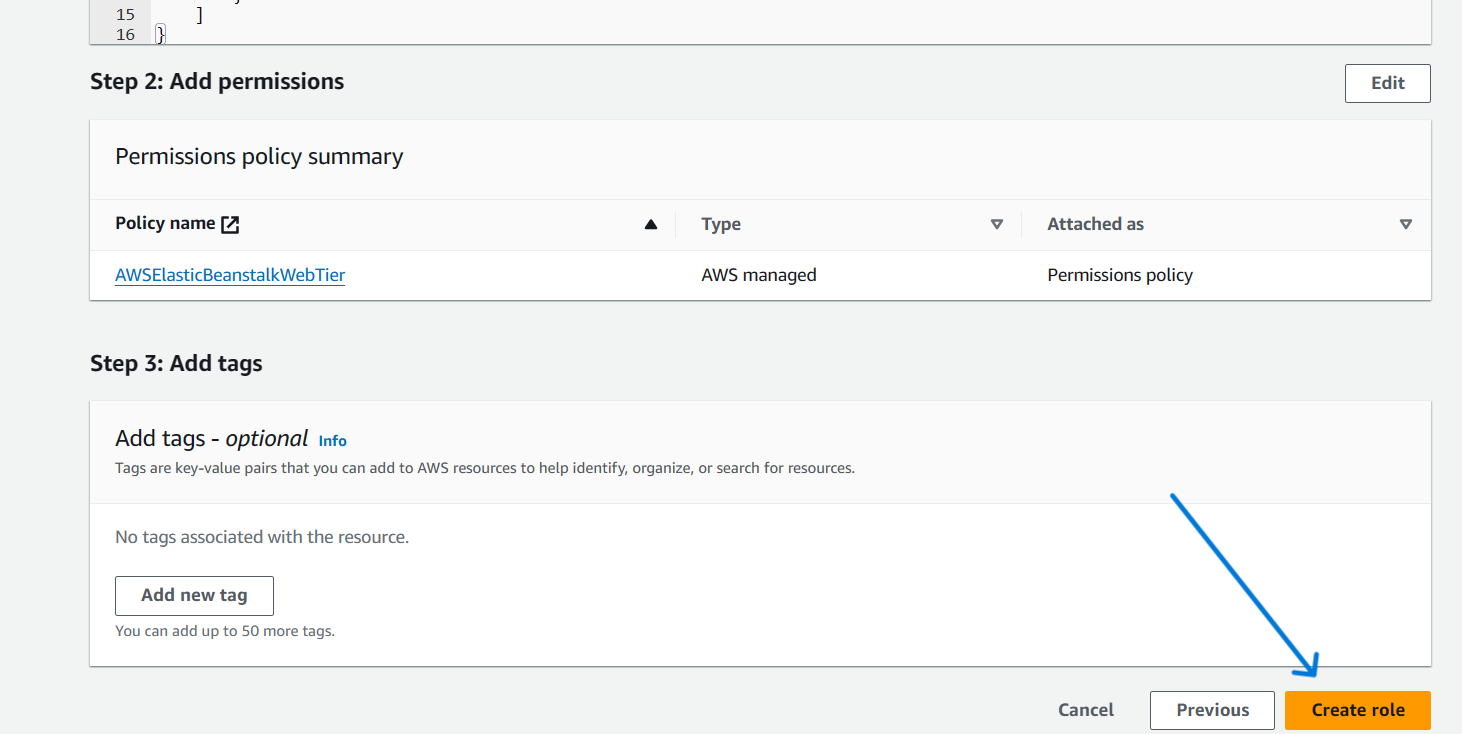 15 ]
16 }
Step 2: Add permissions
Edit
Permissions policy summary
Policy name Type Attached as
AWSElasticBeanstalkWebTier AWS managed Permissions policy
Step 3: Add tags
Add tags - optional Info
Tags are key-value pairs that you can add to AWS resources to help identify, organize, or search for resources.
No tags associated with the resource.
Add new tag
You can add up to 50 more tags.
Cancel Previous Create role